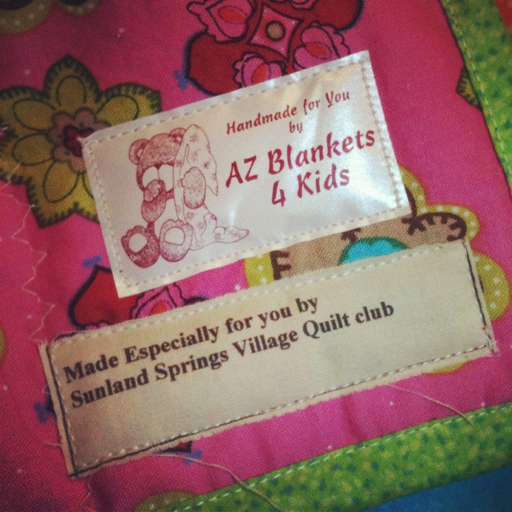 Handmade for You
by
AZ Blankets
4 Kids
Made Especially for you by
Sunland Springs Village Quilt club